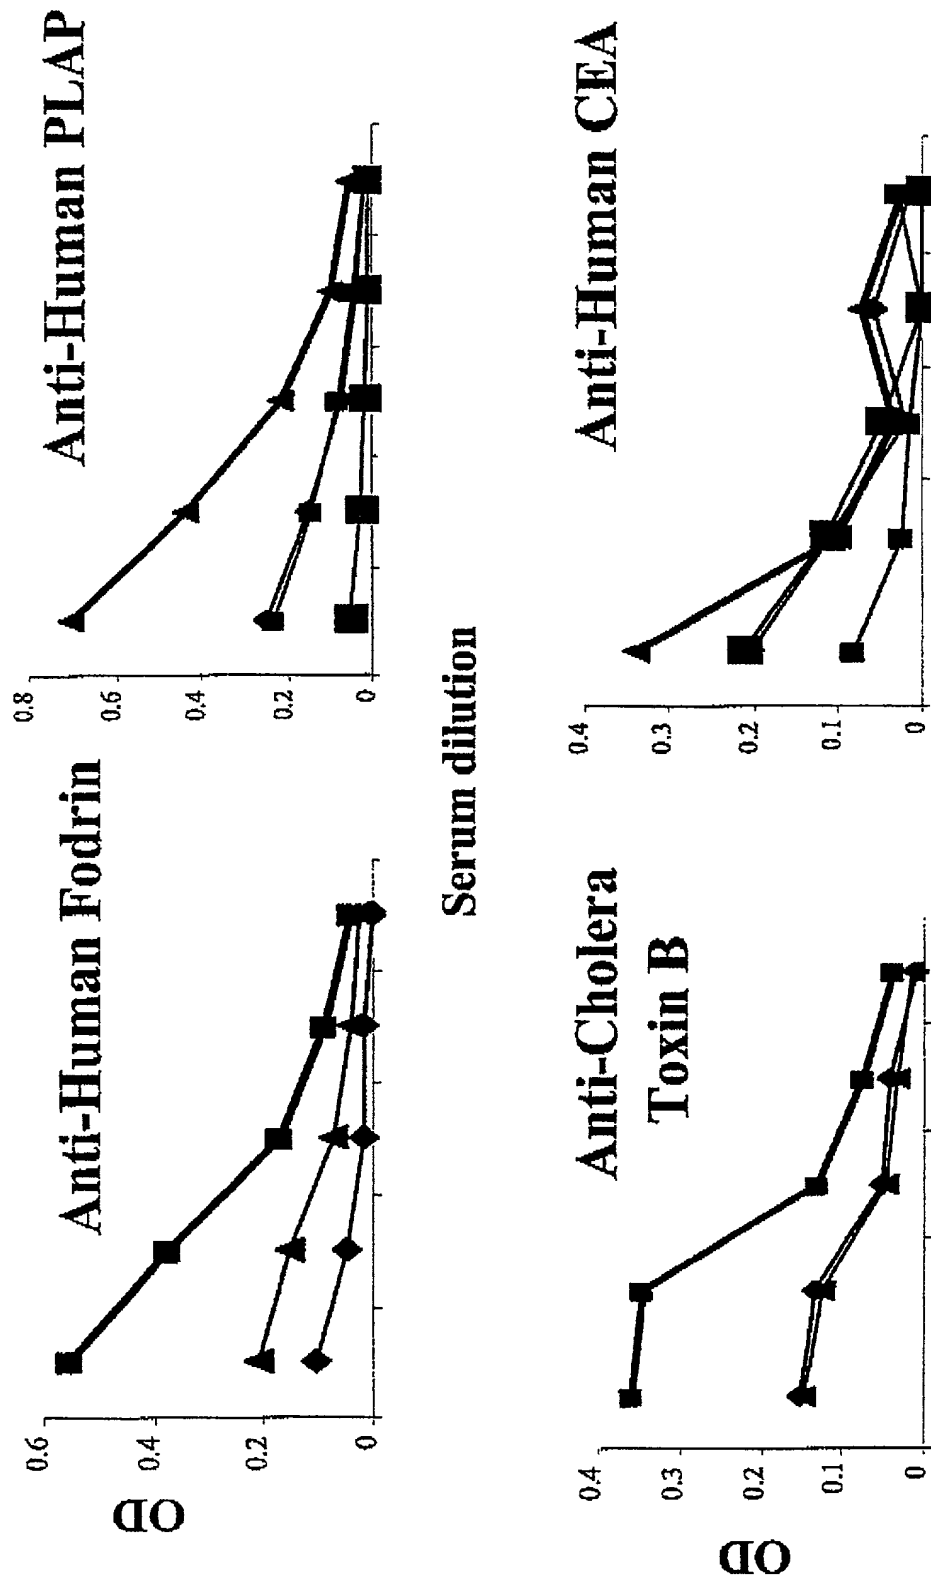 Anti-Human Fodrin
OD
0.6
0.4
0.2
0
Anti-Human PLAP
0.8
0.6
0.4
0.2
0
Serum dilution
Anti-Cholera
Toxin B
OD
0.4
0.3
0.2
0.1
0
Anti-Human CEA
0.4
0.3
0.2
0.1
0